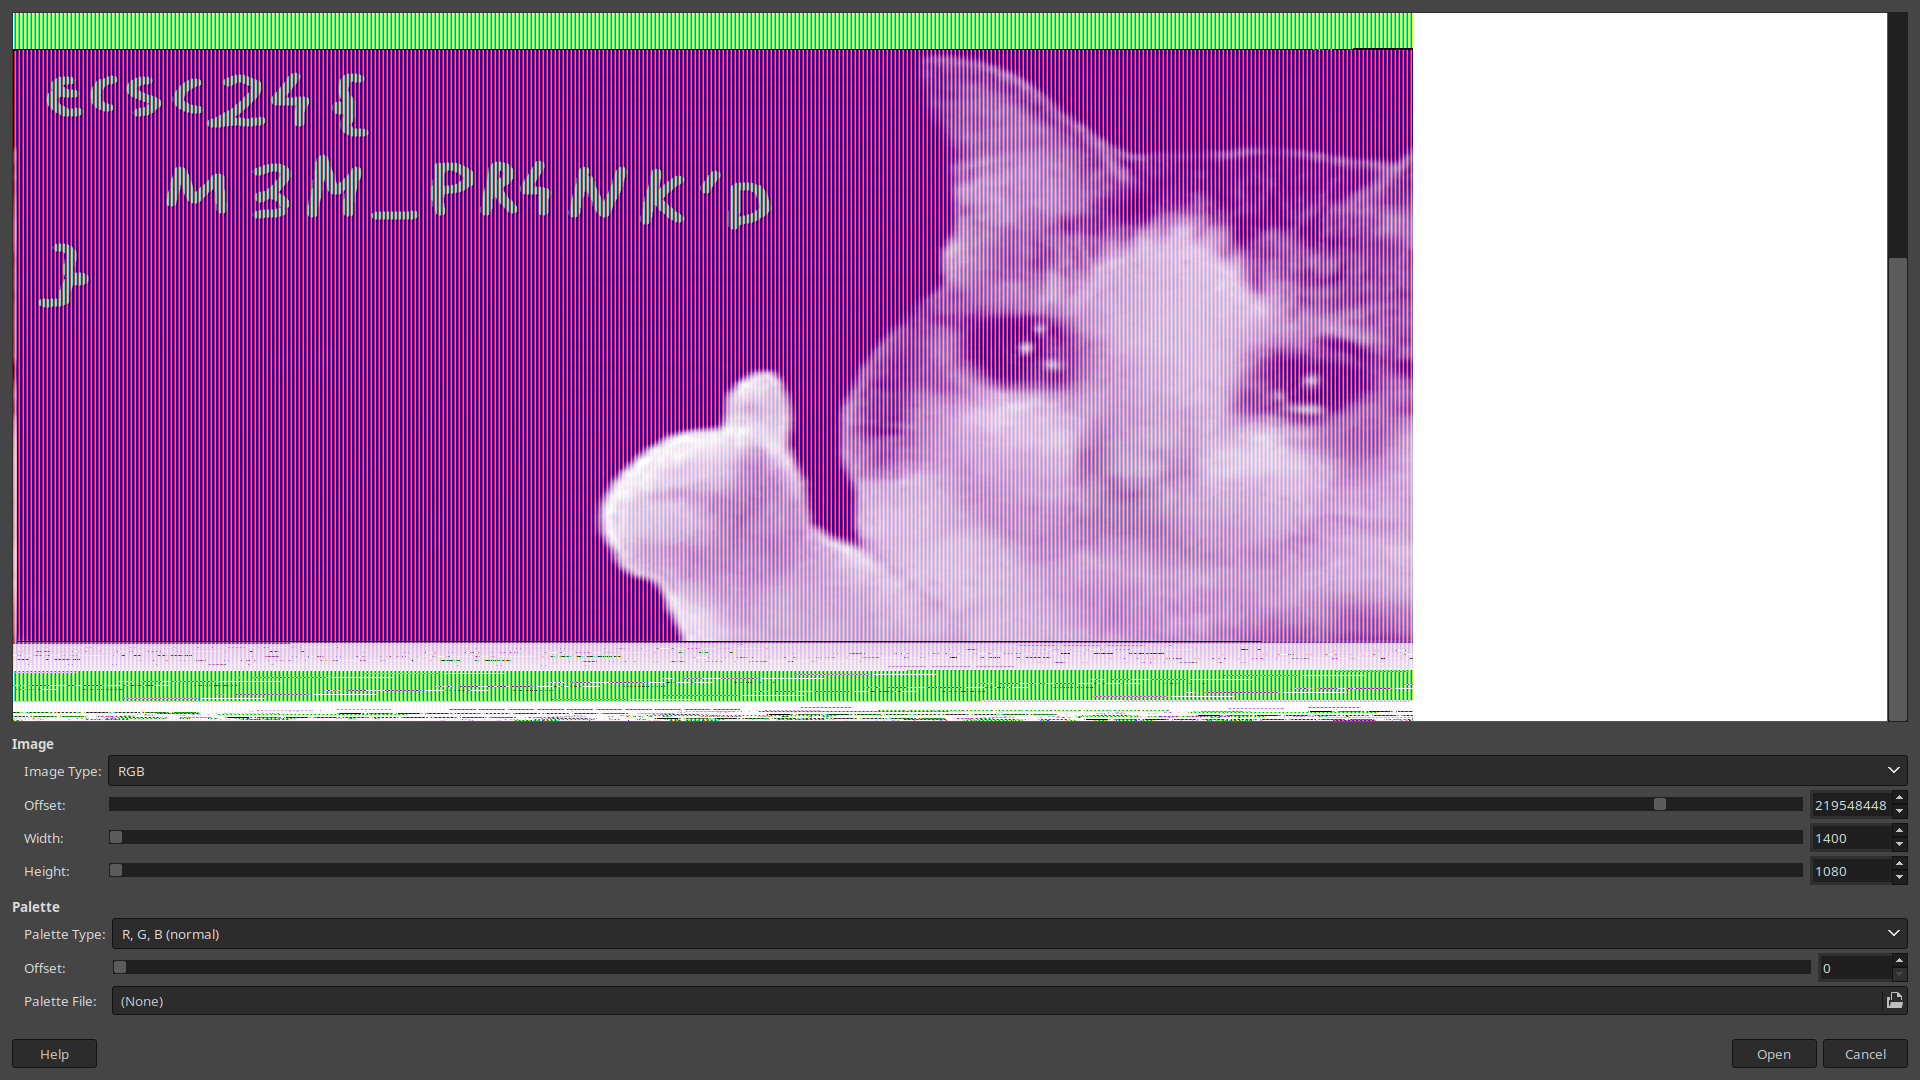 ecsc24{
M3M_PR4NK'D
}
Image
Image Type: RGB
Offset: 219548448
Width: 1400
Height: 1080
Palette
Palette Type: R, G, B (normal)
Offset: 0
Palette File: (None)
Help Open Cancel